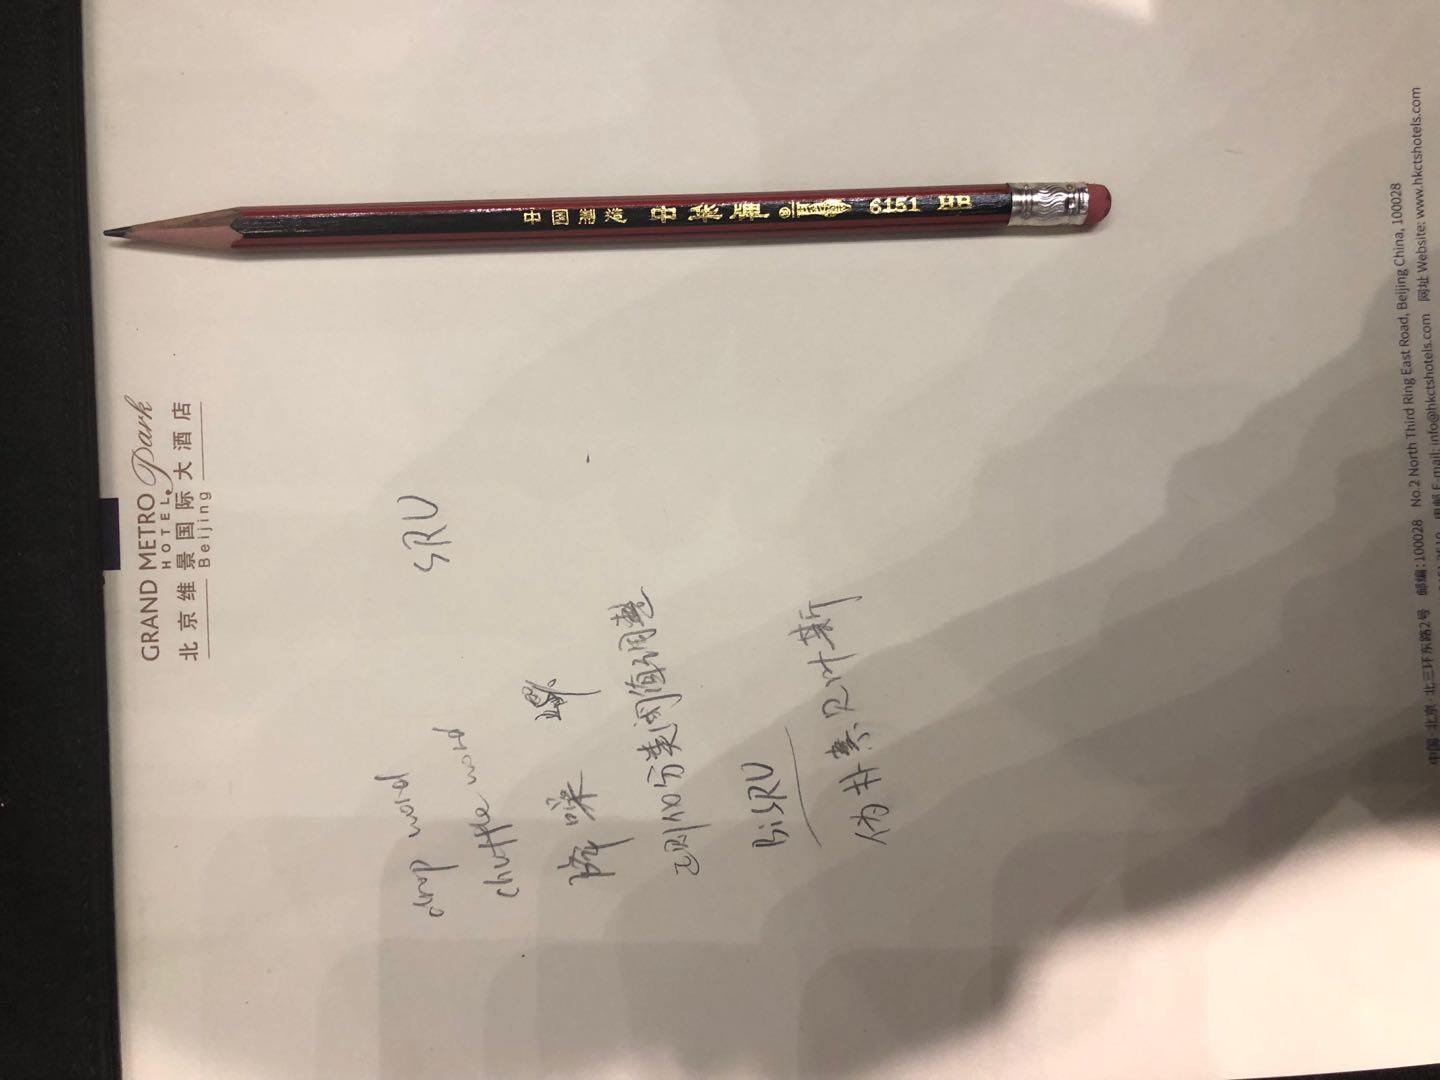 GRAND METRO Park
HOTEL
北京维景国际大酒店
Beijing
drop word
SRU
chuffle word
降噪
正则化分类阈值调整
BiSRU
伪朴素贝叶斯
中国 中华牌 6151 HB
中国·北京·北三环东路2号 邮编:100028 No.2 North Third Ring East Road, Beijing China, 100028
电邮 E-mail: info@hkctshotels.com 网址 Website: www.hkctshotels.com